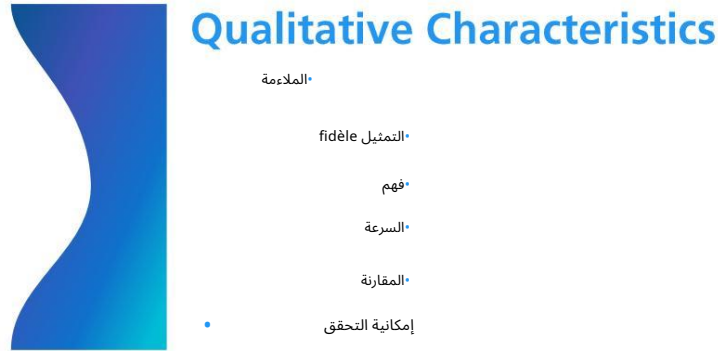 Qualitative Characteristics
•الملاءمة
•التمثيل fidèle
•فهم
•السرعة
•المقارنة
• إمكانية التحقق